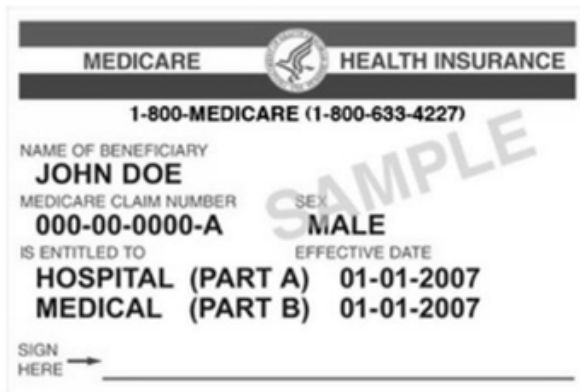 MEDICARE HEALTH INSURANCE
1-800-MEDICARE (1-800-633-4227)
SAMPLE
NAME OF BENEFICIARY
JOHN DOE
MEDICARE CLAIM NUMBER SEX
000-00-0000-A MALE
IS ENTITLED TO EFFECTIVE DATE
HOSPITAL (PART A) 01-01-2007
MEDICAL (PART B) 01-01-2007
SIGN
HERE